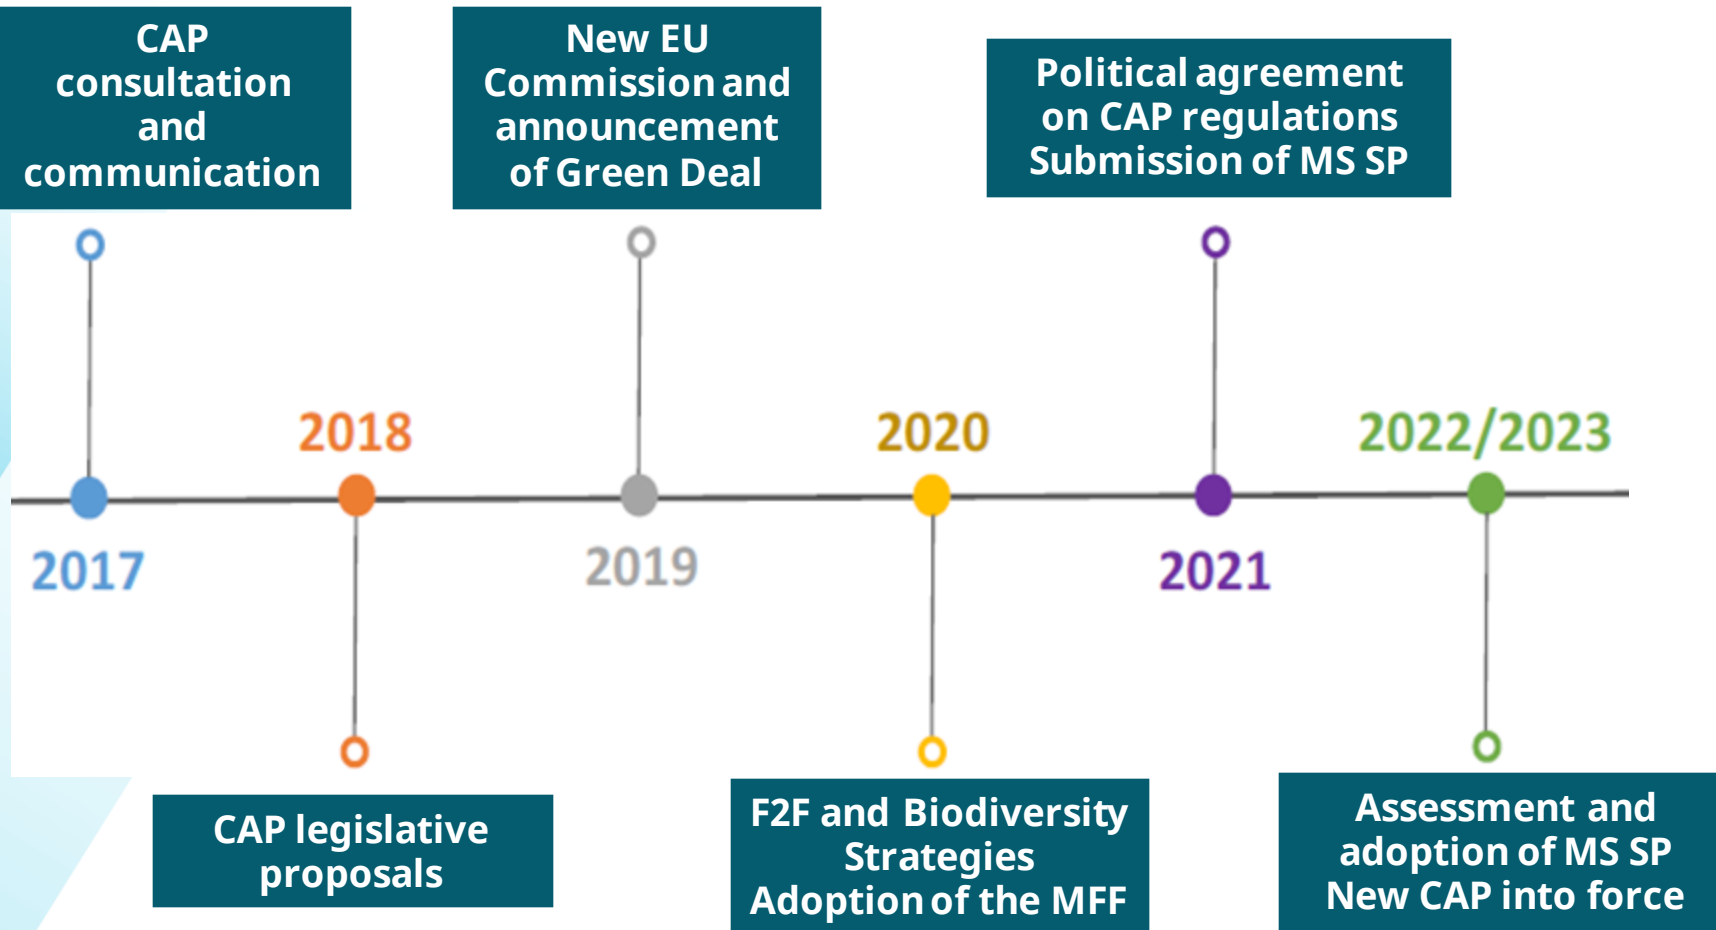 CAP
consultation
and
communication
New EU
Commission and
announcement
of Green Deal
Political agreement
on CAP regulations
Submission of MS SP
2018
2020
2022/2023
2017
2019
2021
CAP legislative
proposals
F2F and Biodiversity
Strategies
Adoption of the MFF
Assessment and
adoption of MS SP
New CAP into force